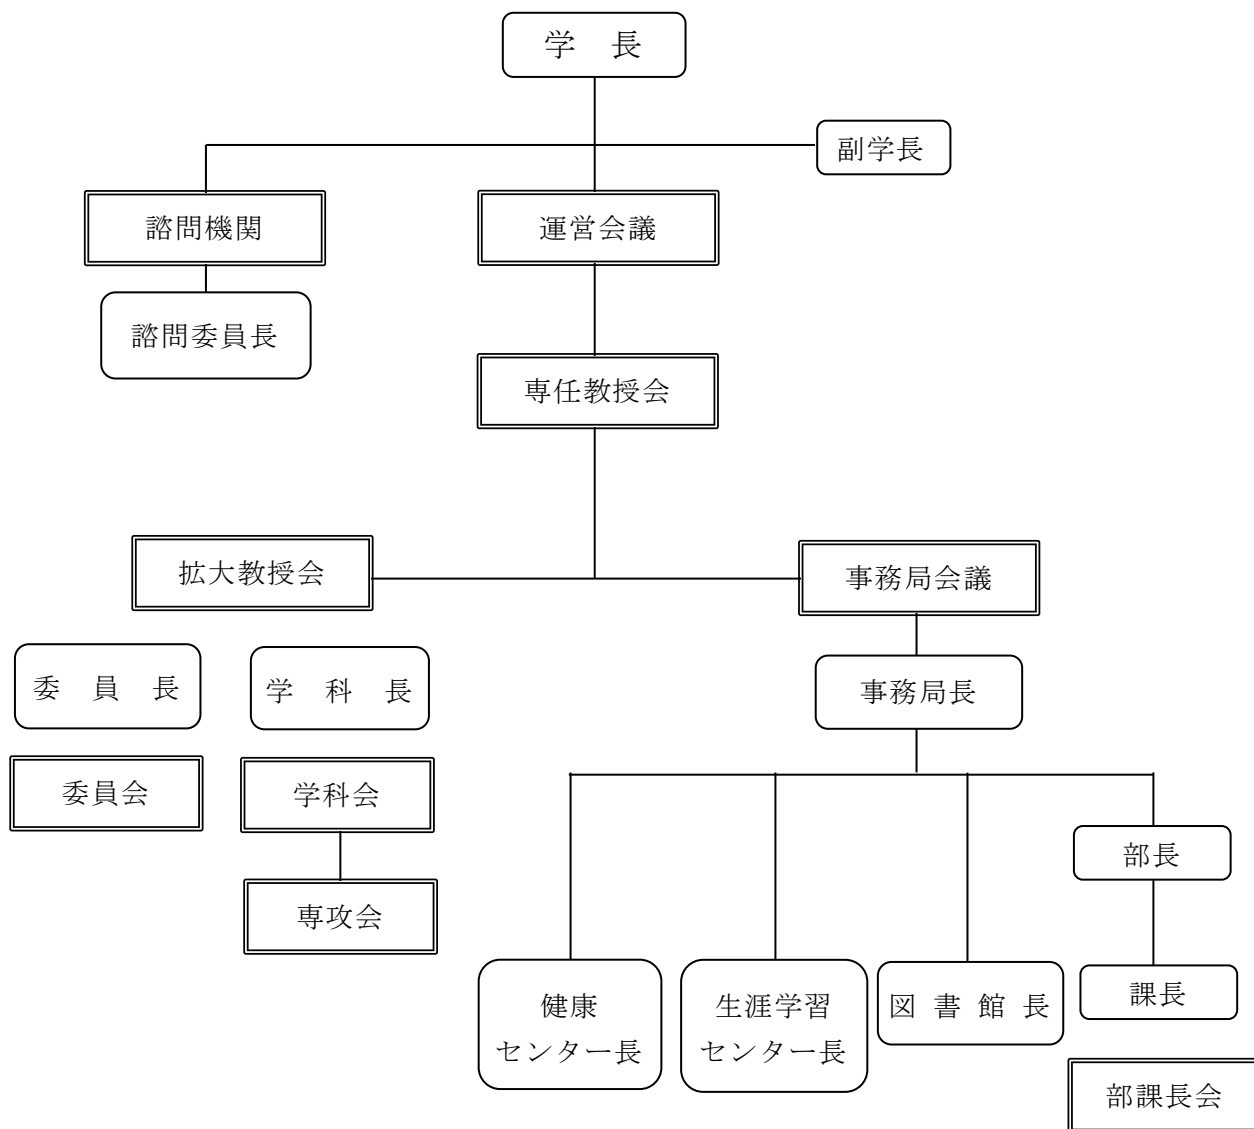 学　長
副学長
諮問機関
運営会議
諮問委員長
専任教授会
拡大教授会
事務局会議
委　員　長
学　科　長
事務局長
委員会
学科会
部長
専攻会
健康
センター長
生涯学習
センター長
図 書 館 長
課長
部課長会